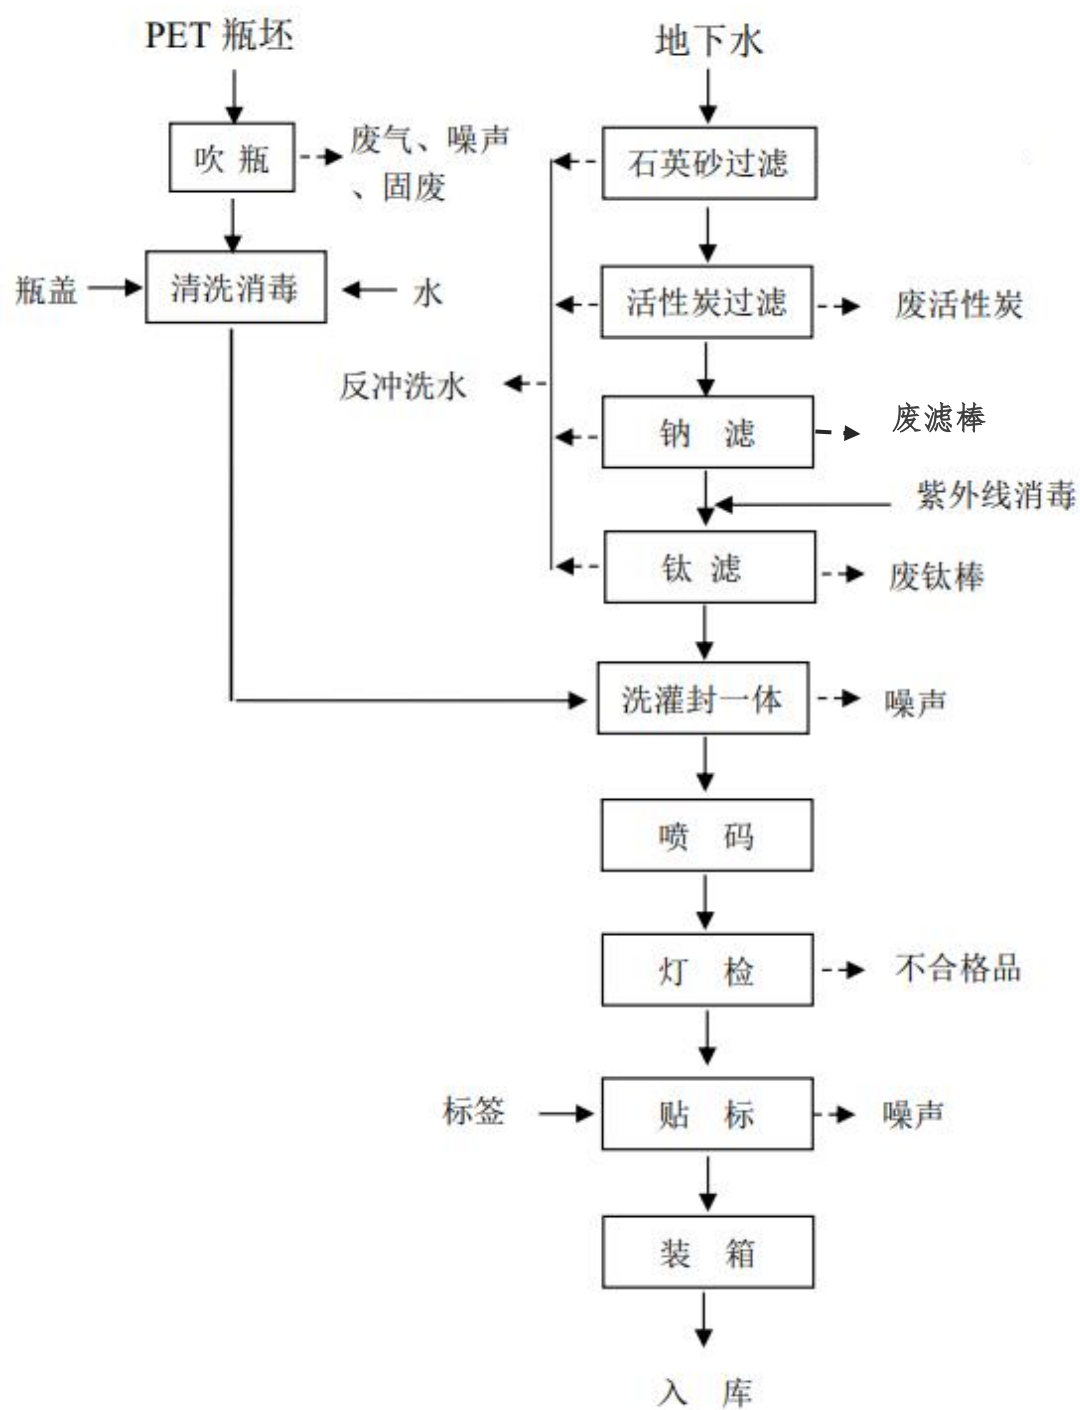 PET 瓶坯
地下水
吹 瓶
废气、噪声
、固废
石英砂过滤
瓶盖
清洗消毒
水
活性炭过滤
废活性炭
反冲洗水
钠 滤
废滤棒
紫外线消毒
钛 滤
废钛棒
洗灌封一体
噪声
喷 码
灯 检
不合格品
标签
贴 标
噪声
装 箱
入 库